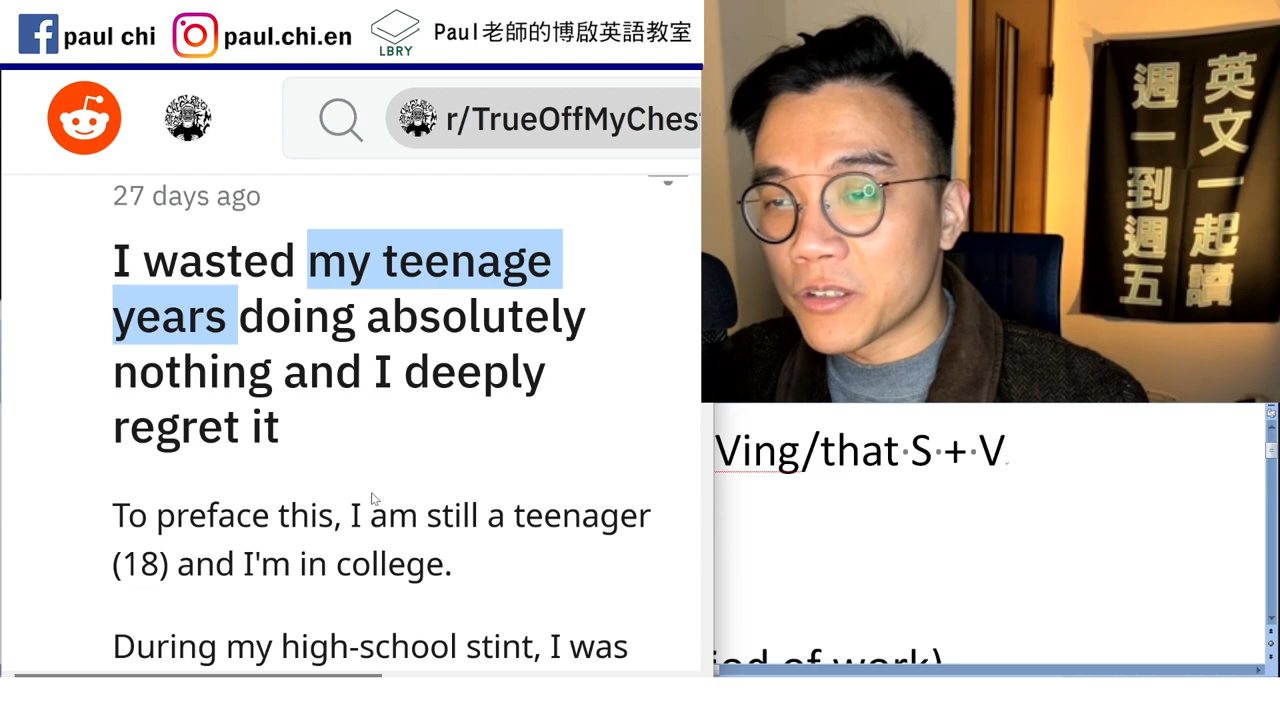 paul chi
paul.chi.en
LBRY
Paul老師的博啟英語教室
r/TrueOffMyChes
27 days ago
I wasted my teenage
years doing absolutely
nothing and I deeply
regret it
To preface this, I am still a teenager
(18) and I'm in college.
During my high-school stint, I was
英文一起讀
週一到週五
Ving/that S + V
of work)